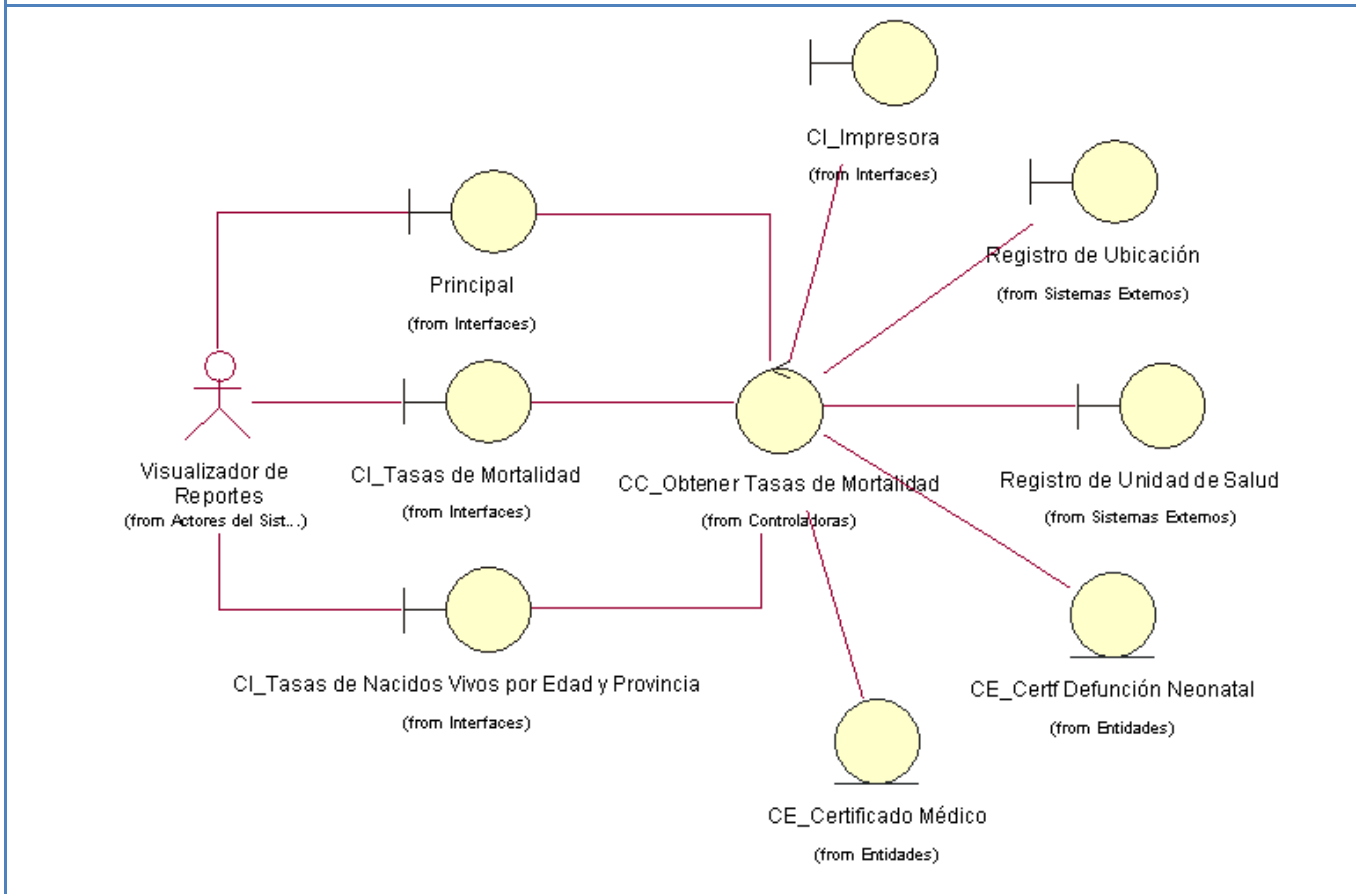 CI_Impresora
(from Interfaces)
Registro de Ubicación
(from Sistemas Externos)
Principal
(from Interfaces)
Visualizador de
Reportes
(from Actores del Sist...)
CI_Tasas de Mortalidad
(from Interfaces)
CC_Obtener Tasas de Mortalidad
(from Controladoras)
Registro de Unidad de Salud
(from Sistemas Externos)
CI_Tasas de Nacidos Vivos por Edad y Provincia
(from Interfaces)
CE_Certf Defunción Neonatal
(from Entidades)
CE_Certificado Médico
(from Entidades)